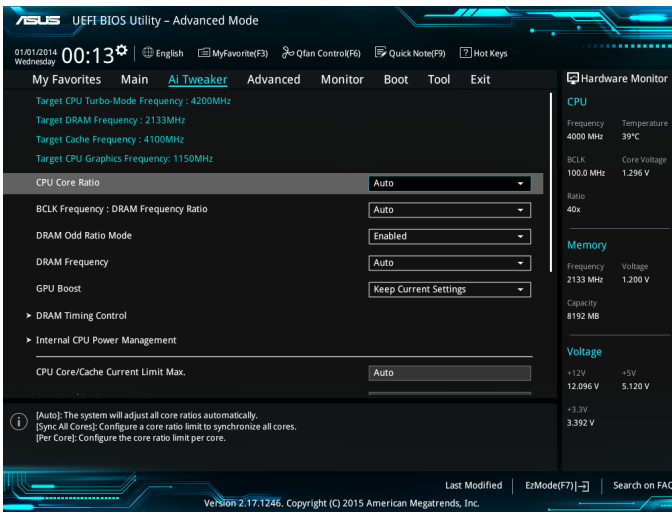 ASUS UEFI BIOS Utility – Advanced Mode
01/01/2014
Wednesday
00:13
English
MyFavorite(F3)
Qfan Control(F6)
Quick Note(F9)
? Hot Keys
My Favorites Main Ai Tweaker Advanced Monitor Boot Tool Exit
Target CPU Turbo-Mode Frequency : 4200MHz
Target DRAM Frequency : 2133MHz
Target Cache Frequency : 4100MHz
Target CPU Graphics Frequency: 1150MHz
CPU Core Ratio Auto
BCLK Frequency : DRAM Frequency Ratio Auto
DRAM Odd Ratio Mode Enabled
DRAM Frequency Auto
GPU Boost Keep Current Settings
> DRAM Timing Control
> Internal CPU Power Management
CPU Core/Cache Current Limit Max. Auto
[Auto]: The system will adjust all core ratios automatically.
[Sync All Cores]: Configure a core ratio limit to synchronize all cores.
[Per Core]: Configure the core ratio limit per core.
Hardware Monitor
CPU
Frequency Temperature
4000 MHz 39°C
BCLK Core Voltage
100.0 MHz 1.296 V
Ratio
40x
Memory
Frequency Voltage
2133 MHz 1.200 V
Capacity
8192 MB
Voltage
+12V +5V
12.096 V 5.120 V
+3.3V
3.392 V
Last Modified EzMode(F7) Search on FAQ
Version 2.17.1246. Copyright (C) 2015 American Megatrends, Inc.